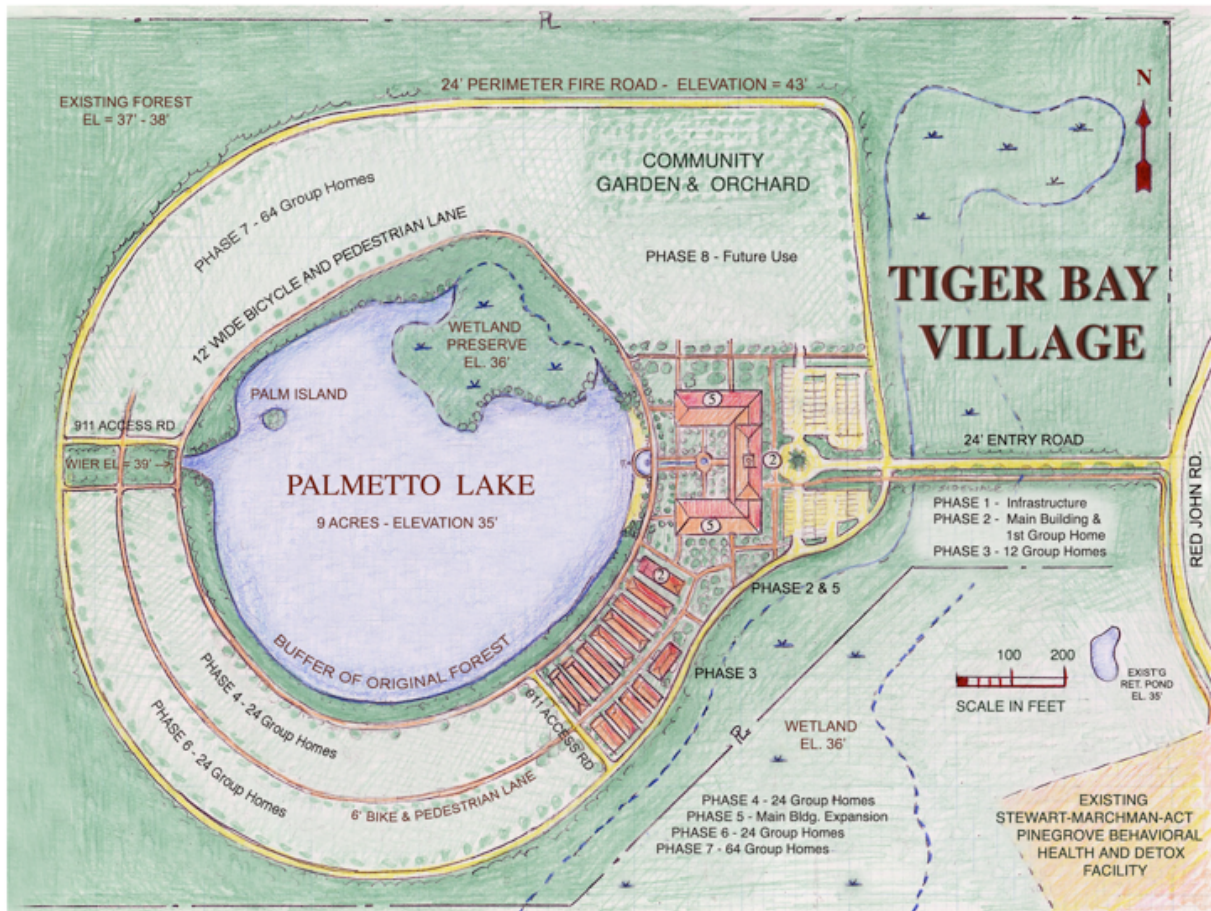 PL
24' PERIMETER FIRE ROAD - ELEVATION = 43'
EXISTING FOREST
EL = 37' - 38'
N
COMMUNITY
GARDEN & ORCHARD
PHASE 7 - 64 Group Homes
12' WIDE BICYCLE AND PEDESTRIAN LANE
PHASE 8 - Future Use
TIGER BAY
VILLAGE
WETLAND
PRESERVE
EL. 36'
PALM ISLAND
5
911 ACCESS RD
WIER EL = 39'
24' ENTRY ROAD
2
PALMETTO LAKE
9 ACRES - ELEVATION 35'
5
PHASE 1 - Infrastructure
PHASE 2 - Main Building &
1st Group Home
PHASE 3 - 12 Group Homes
RED JOHN RD.
2
PHASE 2 & 5
BUFFER OF ORIGINAL FOREST
PHASE 3
911 ACCESS RD
100 200
SCALE IN FEET
EXIST'G
RET. POND
EL. 35'
PHASE 4 - 24 Group Homes
PHASE 6 - 24 Group Homes
6' BIKE & PEDESTRIAN LANE
PL
WETLAND
EL. 36'
PHASE 4 - 24 Group Homes
PHASE 5 - Main Bldg. Expansion
PHASE 6 - 24 Group Homes
PHASE 7 - 64 Group Homes
EXISTING
STEWART-MARCHMAN-ACT
PINEGROVE BEHAVIORAL
HEALTH AND DETOX
FACILITY